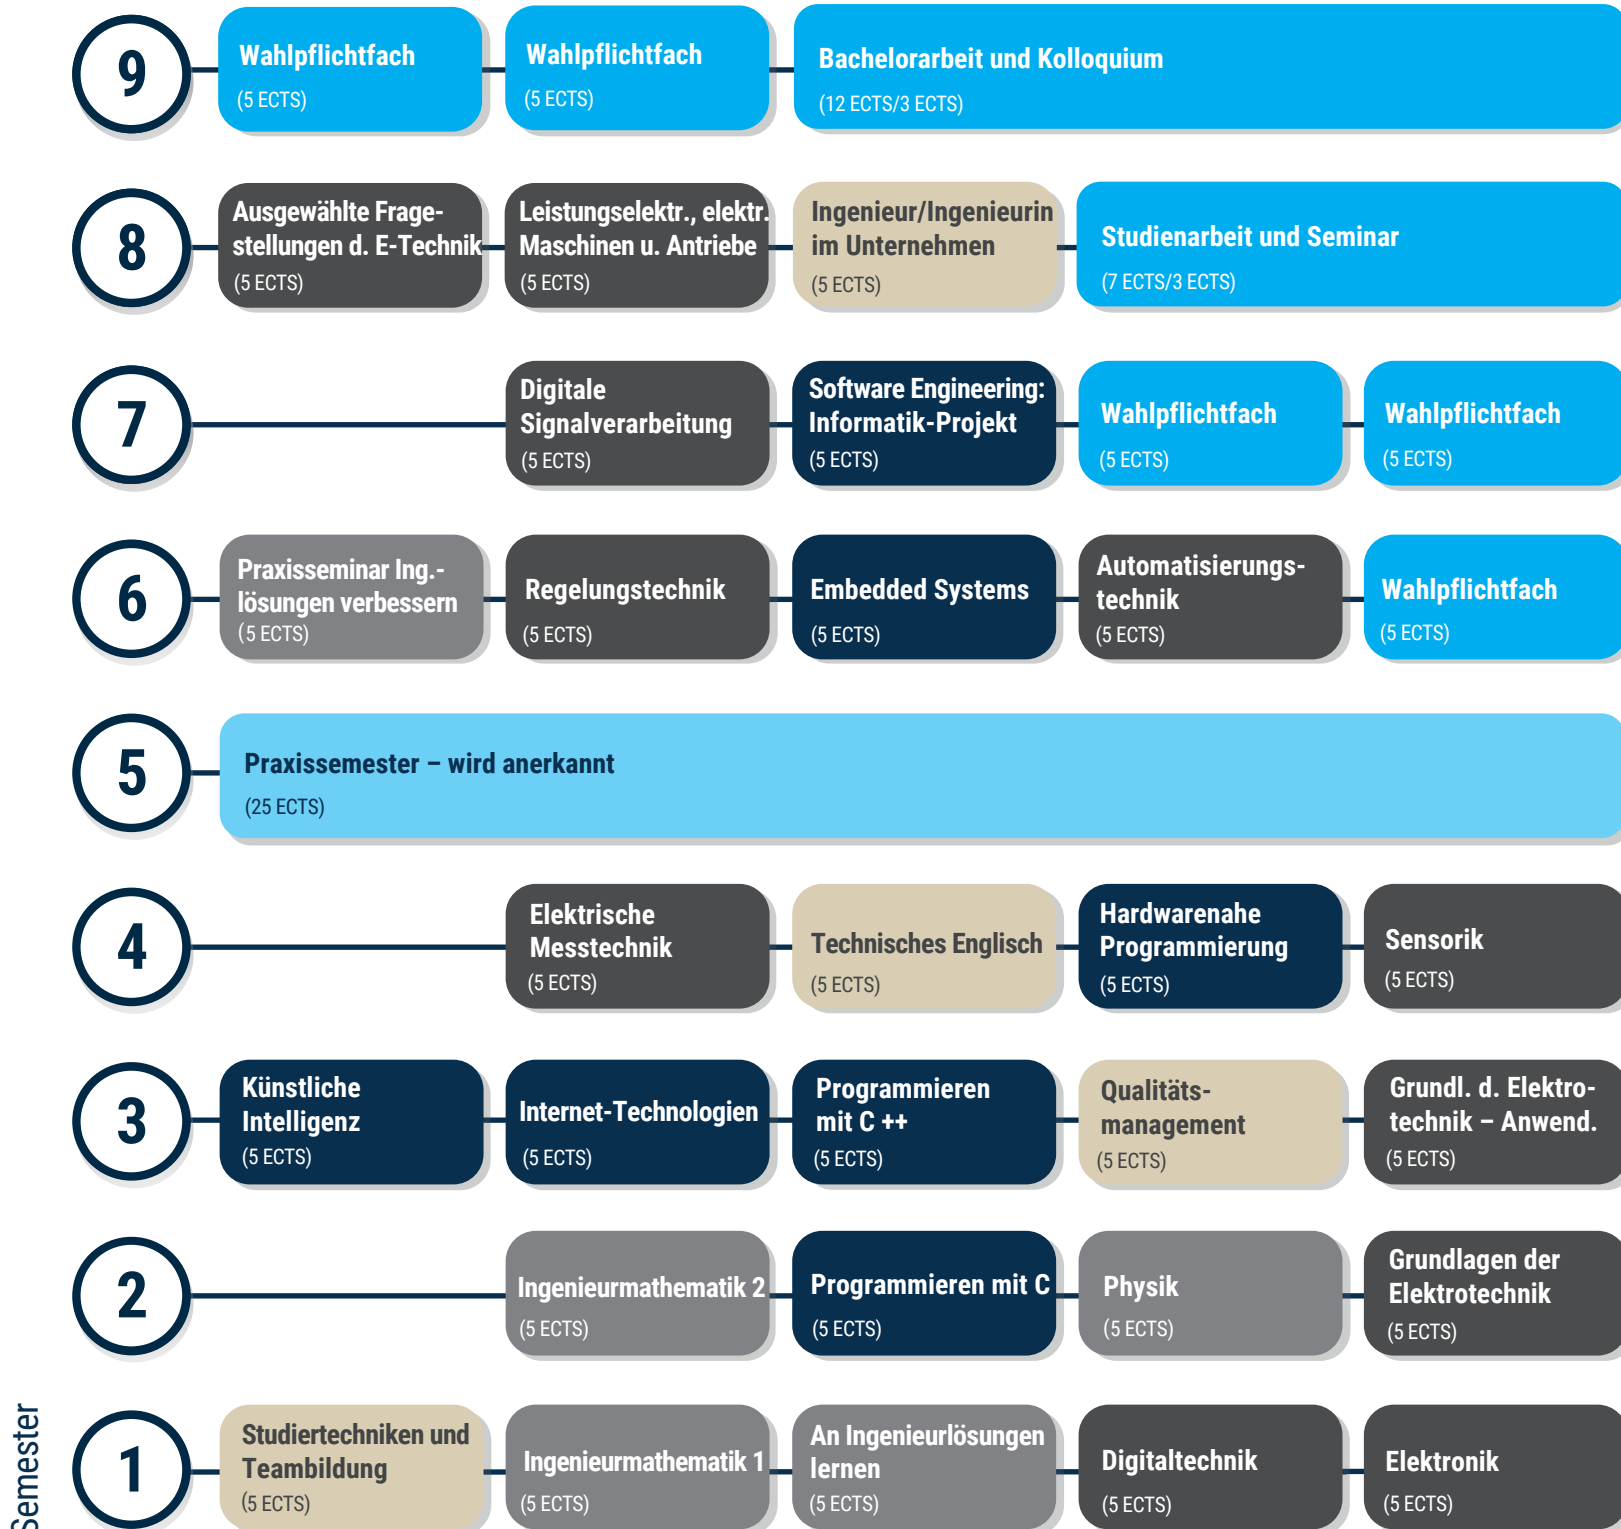 9
Wahlpflichtfach
(5 ECTS)
Wahlpflichtfach
(5 ECTS)
Bachelorarbeit und Kolloquium
(12 ECTS/3 ECTS)
8
Ausgewählte Frage-
stellungen d. E-Technik
(5 ECTS)
Leistungselektr., elektr.
Maschinen u. Antriebe
(5 ECTS)
Ingenieur/Ingenieurin
im Unternehmen
(5 ECTS)
Studienarbeit und Seminar
(7 ECTS/3 ECTS)
7
Digitale
Signalverarbeitung
(5 ECTS)
Software Engineering:
Informatik-Projekt
(5 ECTS)
Wahlpflichtfach
(5 ECTS)
Wahlpflichtfach
(5 ECTS)
6
Praxisseminar Ing.-
lösungen verbessern
(5 ECTS)
Regelungstechnik
(5 ECTS)
Embedded Systems
(5 ECTS)
Automatisierungs-
technik
(5 ECTS)
Wahlpflichtfach
(5 ECTS)
5
Praxissemester – wird anerkannt
(25 ECTS)
4
Elektrische
Messtechnik
(5 ECTS)
Technisches Englisch
(5 ECTS)
Hardwarenahe
Programmierung
(5 ECTS)
Sensorik
(5 ECTS)
3
Künstliche
Intelligenz
(5 ECTS)
Internet-Technologien
(5 ECTS)
Programmieren
mit C ++
(5 ECTS)
Qualitäts-
management
(5 ECTS)
Grundl. d. Elektro-
technik – Anwend.
(5 ECTS)
2
Ingenieurmathematik 2
(5 ECTS)
Programmieren mit C
(5 ECTS)
Physik
(5 ECTS)
Grundlagen der
Elektrotechnik
(5 ECTS)
Semester
1
Studiertechniken und
Teambildung
(5 ECTS)
Ingenieurmathematik 1
(5 ECTS)
An Ingenieurlösungen
lernen
(5 ECTS)
Digitaltechnik
(5 ECTS)
Elektronik
(5 ECTS)